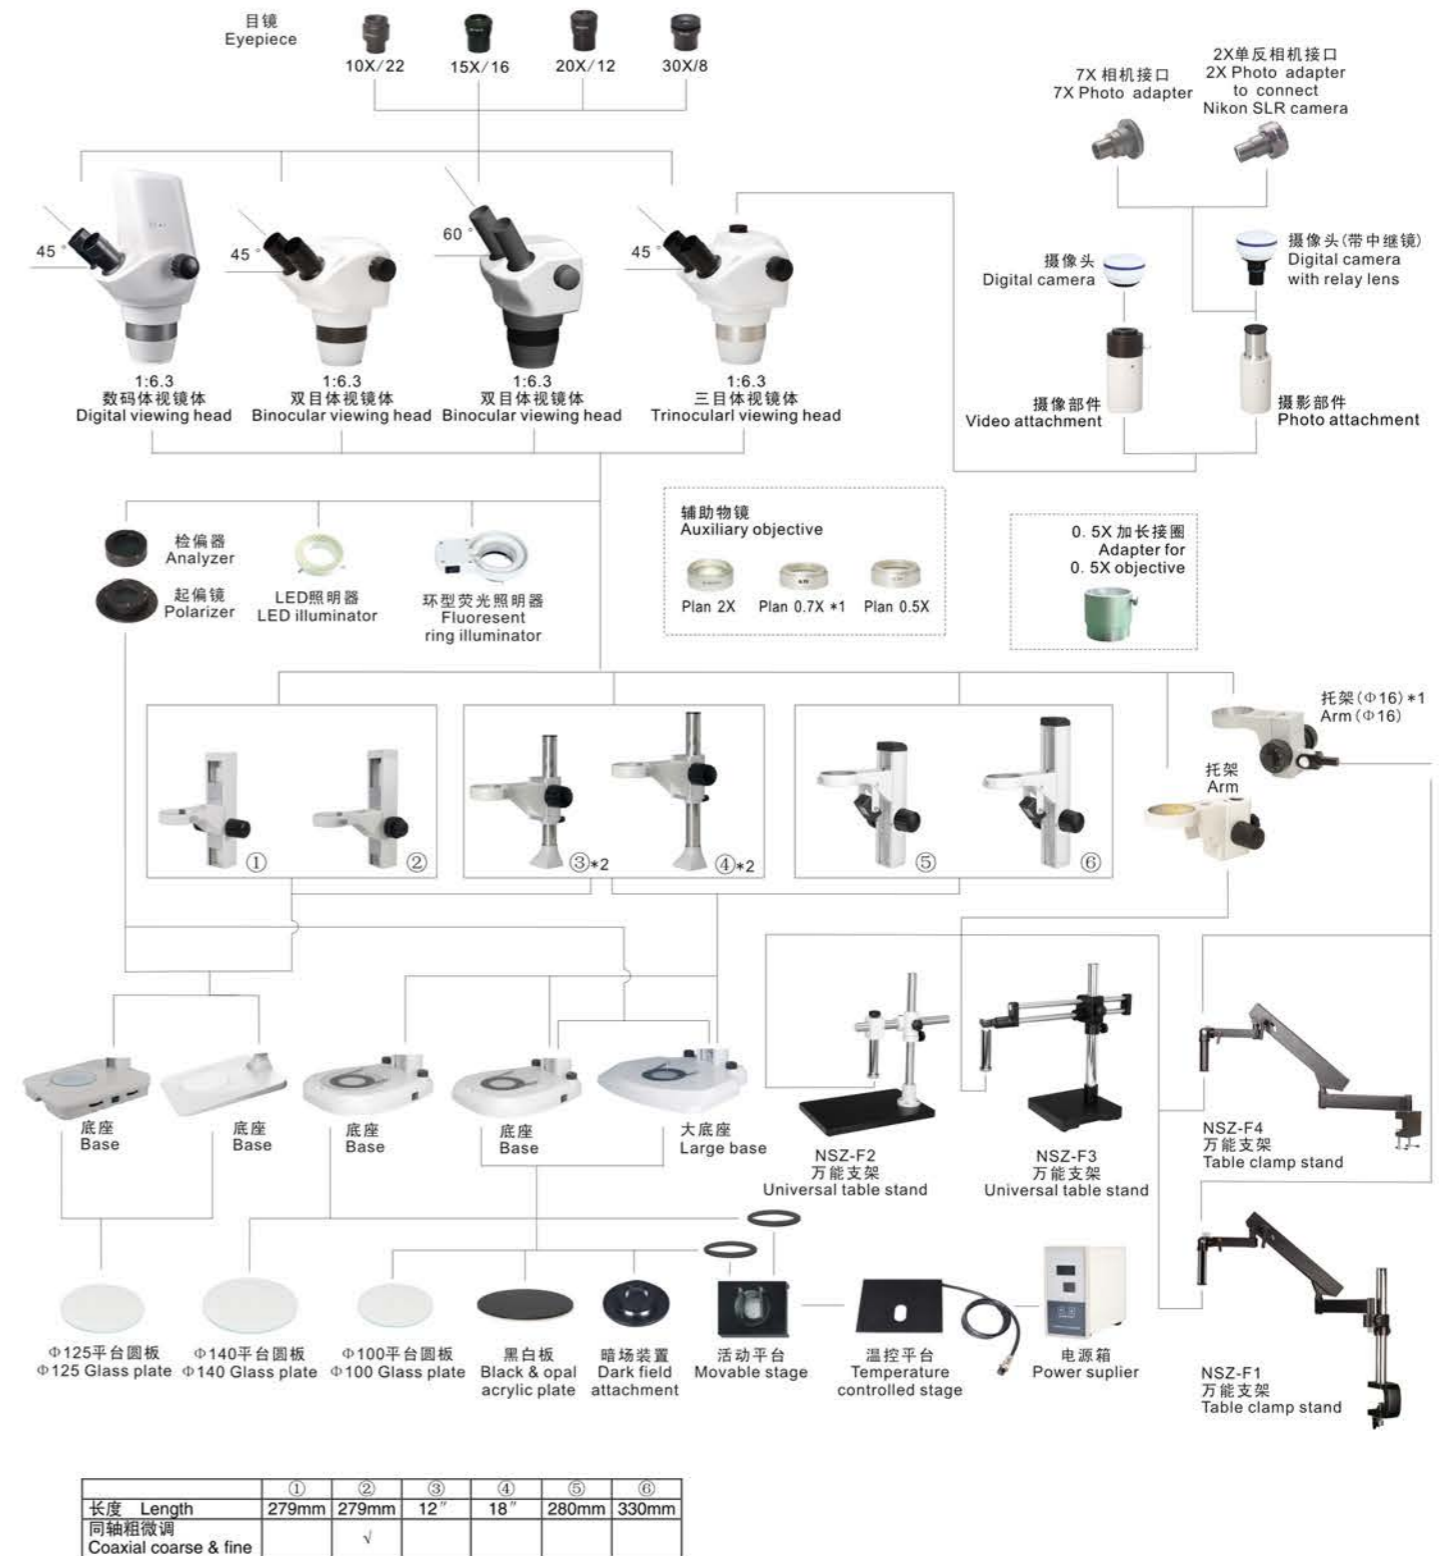 目镜
Eyepiece
10X/22
15X/16
20X/12
30X/8
7X 相机接口
7X Photo adapter
2X单反相机接口
2X Photo adapter
to connect
Nikon SLR camera
45°
45°
60°
45°
摄像头
Digital camera
摄像头(带中继镜)
Digital camera
with relay lens
1:6.3
数码体视镜体
Digital viewing head
1:6.3
双目体视镜体
Binocular viewing head
1:6.3
双目体视镜体
Binocular viewing head
1:6.3
三目体视镜体
Trinocularl viewing head
摄像部件
Video attachment
摄影部件
Photo attachment
检偏器
Analyzer
起偏镜
Polarizer
LED照明器
LED illuminator
环型荧光照明器
Fluoresent
ring illuminator
辅助物镜
Auxiliary objective
Plan 2X
Plan 0.7X *1
Plan 0.5X
0. 5X 加长接圈
Adapter for
0. 5X objective
托架(Φ16)*1
Arm(Φ16)
托架
Arm
①
②
③*2
④*2
⑤
⑥
底座
Base
底座
Base
底座
Base
底座
Base
大底座
Large base
NSZ-F2
万能支架
Universal table stand
NSZ-F3
万能支架
Universal table stand
NSZ-F4
万能支架
Table clamp stand
Φ125平台圆板
Φ125 Glass plate
Φ140平台圆板
Φ140 Glass plate
Φ100平台圆板
Φ100 Glass plate
黑白板
Black & opal
acrylic plate
暗场装置
Dark field
attachment
活动平台
Movable stage
温控平台
Temperature
controlled stage
电源箱
Power suplier
NSZ-F1
万能支架
Table clamp stand
① ② ③ ④ ⑤ ⑥
长度 Length 279mm 279mm 12″ 18″ 280mm 330mm
同轴粗微调
Coaxial coarse & fine √